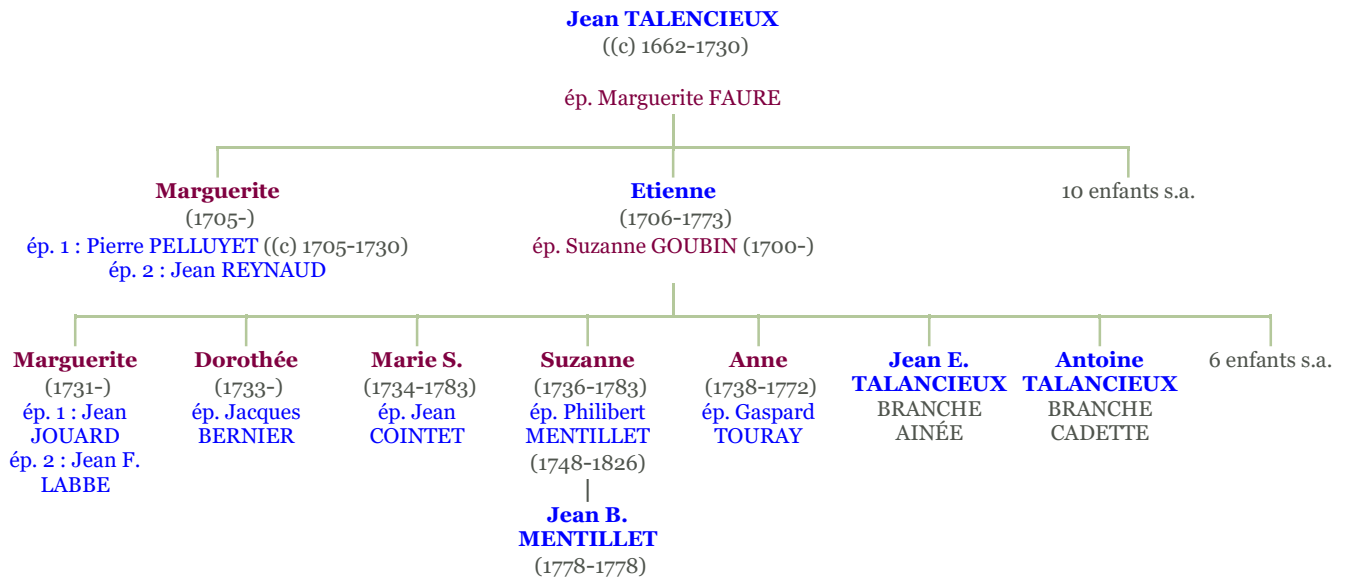 Jean TALENCIEUX
((c) 1662-1730)
ép. Marguerite FAURE
Marguerite
(1705-)
ép. 1 : Pierre PELLUYET ((c) 1705-1730)
ép. 2 : Jean REYNAUD
Etienne
(1706-1773)
ép. Suzanne GOUBIN (1700-)
10 enfants s.a.
Marguerite
(1731-)
ép. 1 : Jean
JOUARD
ép. 2 : Jean F.
LABBE
Dorothée
(1733-)
ép. Jacques
BERNIER
Marie S.
(1734-1783)
ép. Jean
COINTET
Suzanne
(1736-1783)
ép. Philibert
MENTILLET
(1748-1826)
Jean B.
MENTILLET
(1778-1778)
Anne
(1738-1772)
ép. Gaspard
TOURAY
Jean E.
TALANCIEUX
BRANCHE
AINÉE
Antoine
TALANCIEUX
BRANCHE
CADETTE
6 enfants s.a.